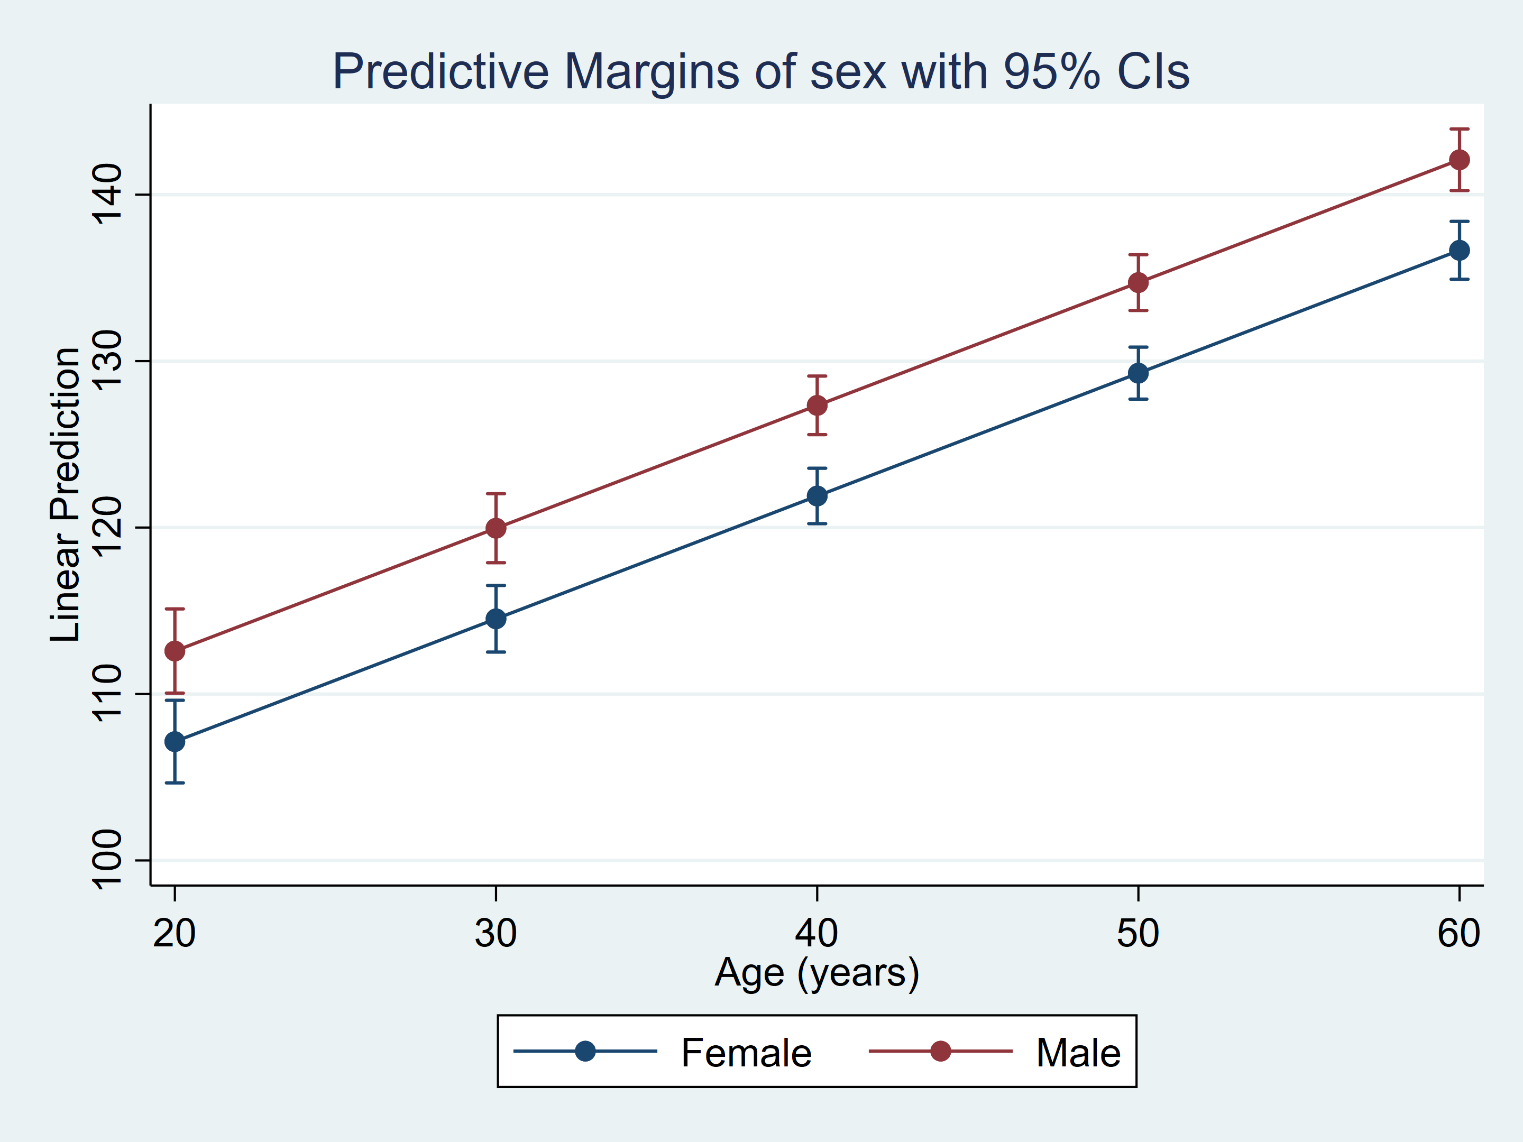 Predictive Margins of sex with 95% CIs
Linear Prediction
140
130
120
110
100
20 30 40 50 60
Age (years)
Female Male